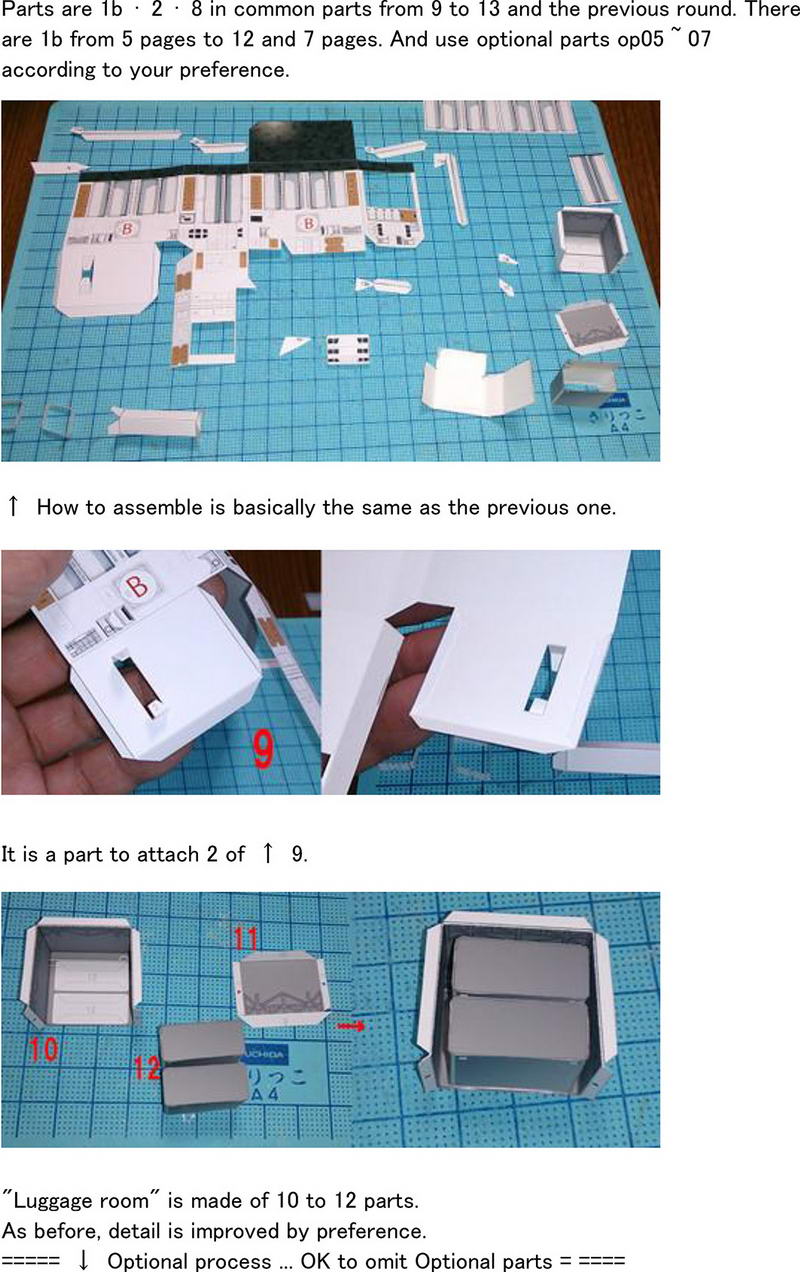 Parts are 1b · 2 · 8 in common parts from 9 to 13 and the previous round. There
are 1b from 5 pages to 12 and 7 pages. And use optional parts op05 ~ 07
according to your preference.
B
B
きりつこ
A4
↑ How to assemble is basically the same as the previous one.
B
9
It is a part to attach 2 of ↑ 9.
11
10
12
→
UCHIDA
りつこ
A4
"Luggage room" is made of 10 to 12 parts.
As before, detail is improved by preference.
===== ↓ Optional process ... OK to omit Optional parts = ====